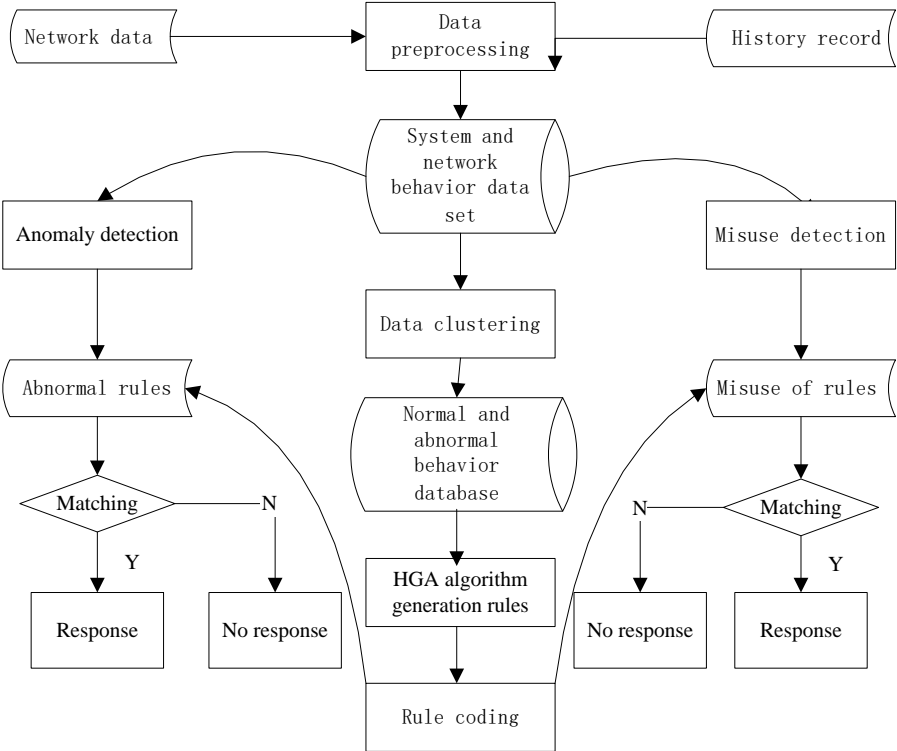 Network data
Data
preprocessing
History record
System and
network
behavior data
set
Anomaly detection
Misuse detection
Data clustering
Abnormal rules
Misuse of rules
Normal and
abnormal
behavior
database
Matching
N
N
Matching
Y
Y
HGA algorithm
generation rules
Response
No response
No response
Response
Rule coding